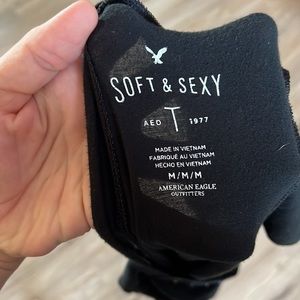 SOFT & SEXY
AEO T 1977
MADE IN VIETNAM
FABRIQUÉ AU VIETNAM
HECHO EN VIETNAM
M/M/M
AMERICAN EAGLE
OUTFITTERS